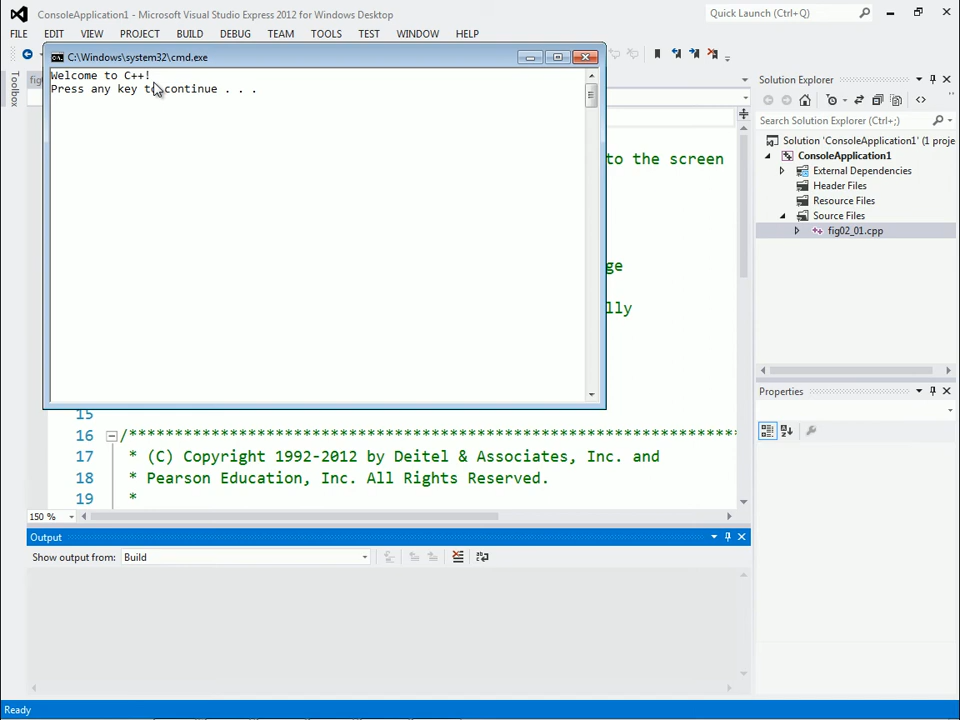 ConsoleApplication1 - Microsoft Visual Studio Express 2012 for Windows Desktop
Quick Launch (Ctrl+Q)
FILE EDIT VIEW PROJECT BUILD DEBUG TEAM TOOLS TEST WINDOW HELP
C:\Windows\system32\cmd.exe
Welcome to C++!
Press any key to continue . . .
Toolbox
fig
to the screen
ge
lly
15
16 /*******************************************************************
17 * (C) Copyright 1992-2012 by Deitel & Associates, Inc. and
18 * Pearson Education, Inc. All Rights Reserved.
19 *
150 %
Solution Explorer
Search Solution Explorer (Ctrl+;)
Solution 'ConsoleApplication1' (1 proje
ConsoleApplication1
External Dependencies
Header Files
Resource Files
Source Files
fig02_01.cpp
Properties
Output
Show output from: Build
Ready